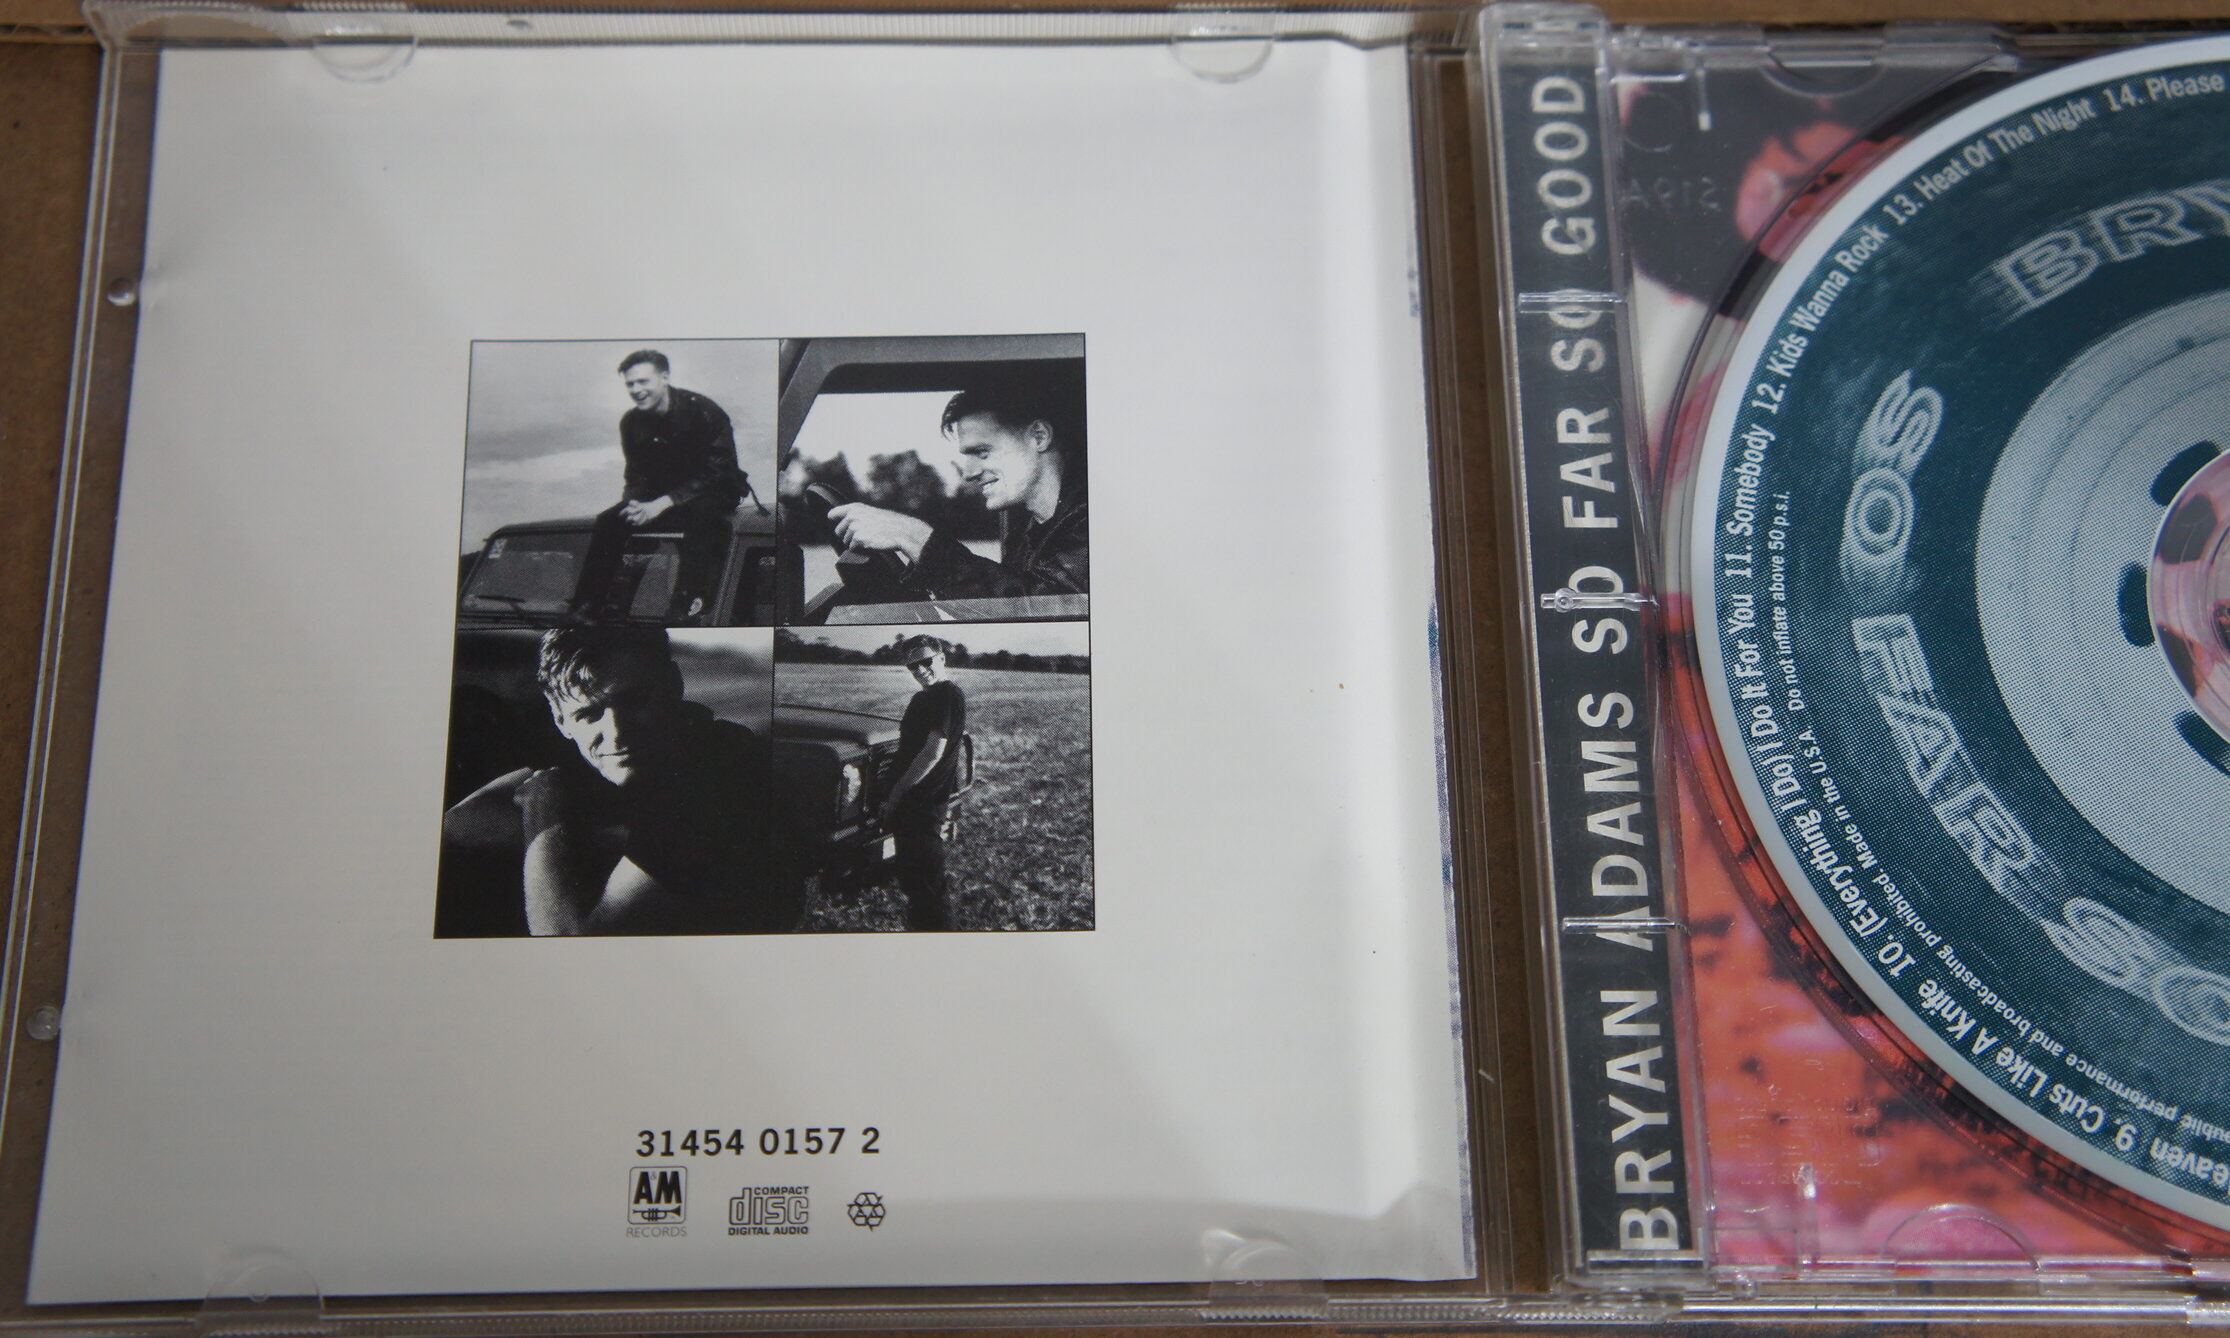 31454 0157 2
A&M
RECORDS
COMPACT
disc
DIGITAL AUDIO
BRYAN ADAMS SO FAR SO GOOD
9. Cuts Like A Knife 10. (Everything I Do) I Do It For You 11. Somebody 12. Kids Wanna Rock 13. Heat Of The Night 14. Please
performance and broadcasting prohibited. Made in the U.S.A. Do not inflate above 50 p.s.i.
BRY
SO
FAR
SO